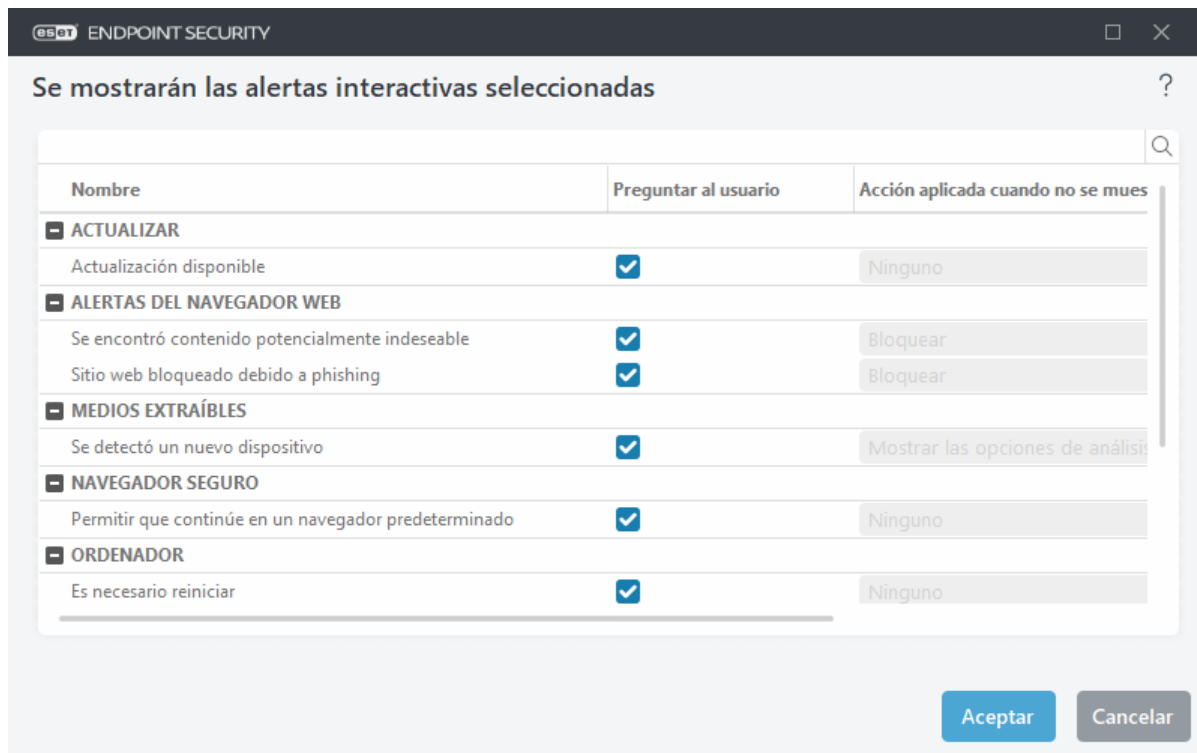 eset ENDPOINT SECURITY
Se mostrarán las alertas interactivas seleccionadas
?
Nombre Preguntar al usuario Acción aplicada cuando no se mues
ACTUALIZAR
Actualización disponible Ninguno
ALERTAS DEL NAVEGADOR WEB
Se encontró contenido potencialmente indeseable Bloquear
Sitio web bloqueado debido a phishing Bloquear
MEDIOS EXTRAÍBLES
Se detectó un nuevo dispositivo Mostrar las opciones de análisis
NAVEGADOR SEGURO
Permitir que continúe en un navegador predeterminado Ninguno
ORDENADOR
Es necesario reiniciar Ninguno
Aceptar Cancelar